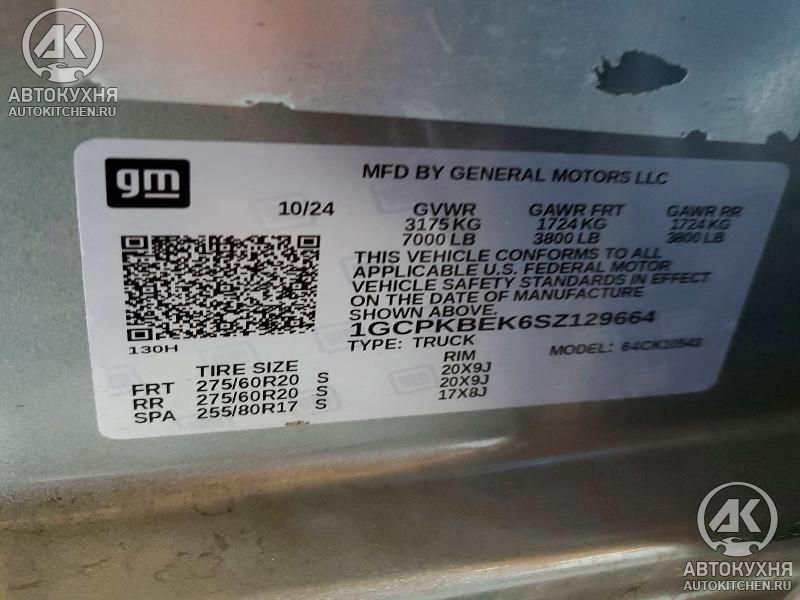 AK
АВТОКУХНЯ
AUTOKITCHEN.RU
gm
MFD BY GENERAL MOTORS LLC
10/24 GVWR GAWR FRT GAWR RR
3175 KG 1724 KG 1724 KG
7000 LB 3800 LB 3800 LB
THIS VEHICLE CONFORMS TO ALL
APPLICABLE U.S. FEDERAL MOTOR
VEHICLE SAFETY STANDARDS IN EFFECT
ON THE DATE OF MANUFACTURE
SHOWN ABOVE.
1GCPKBEK6SZ129664
130H
TYPE: TRUCK MODEL: 64CK10543
TIRE SIZE RIM
FRT 275/60R20 S 20X9J
RR 275/60R20 S 20X9J
SPA 255/80R17 S 17X8J
AK
АВТОКУХНЯ
AUTOKITCHEN.RU